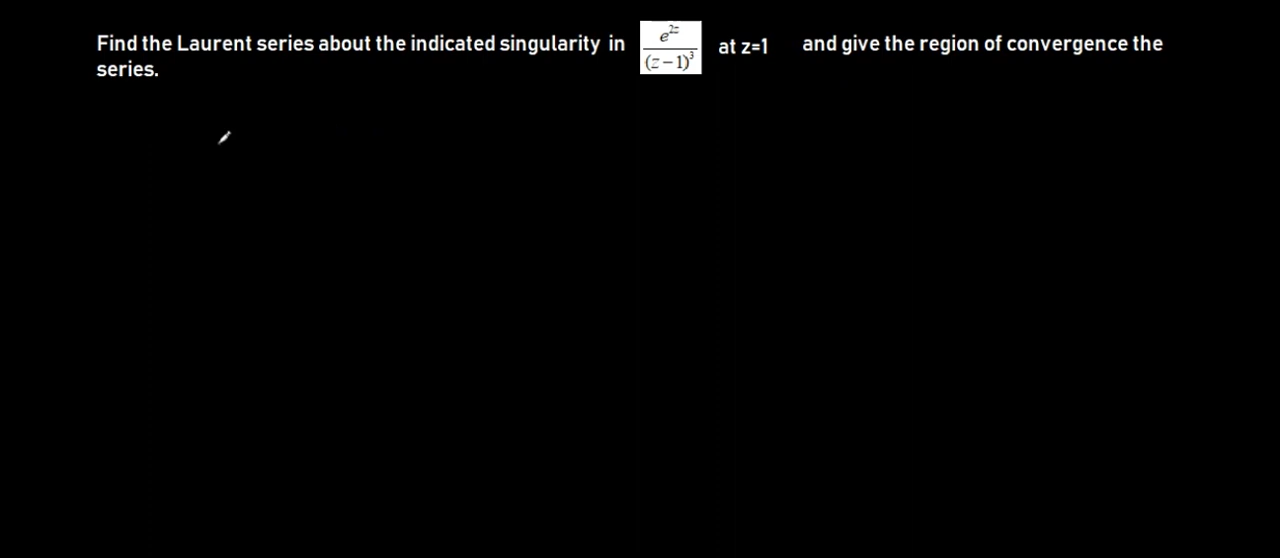 Find the Laurent series about the indicated singularity in e^{2z}/(z-1)^3 at z=1 and give the region of convergence the
series.